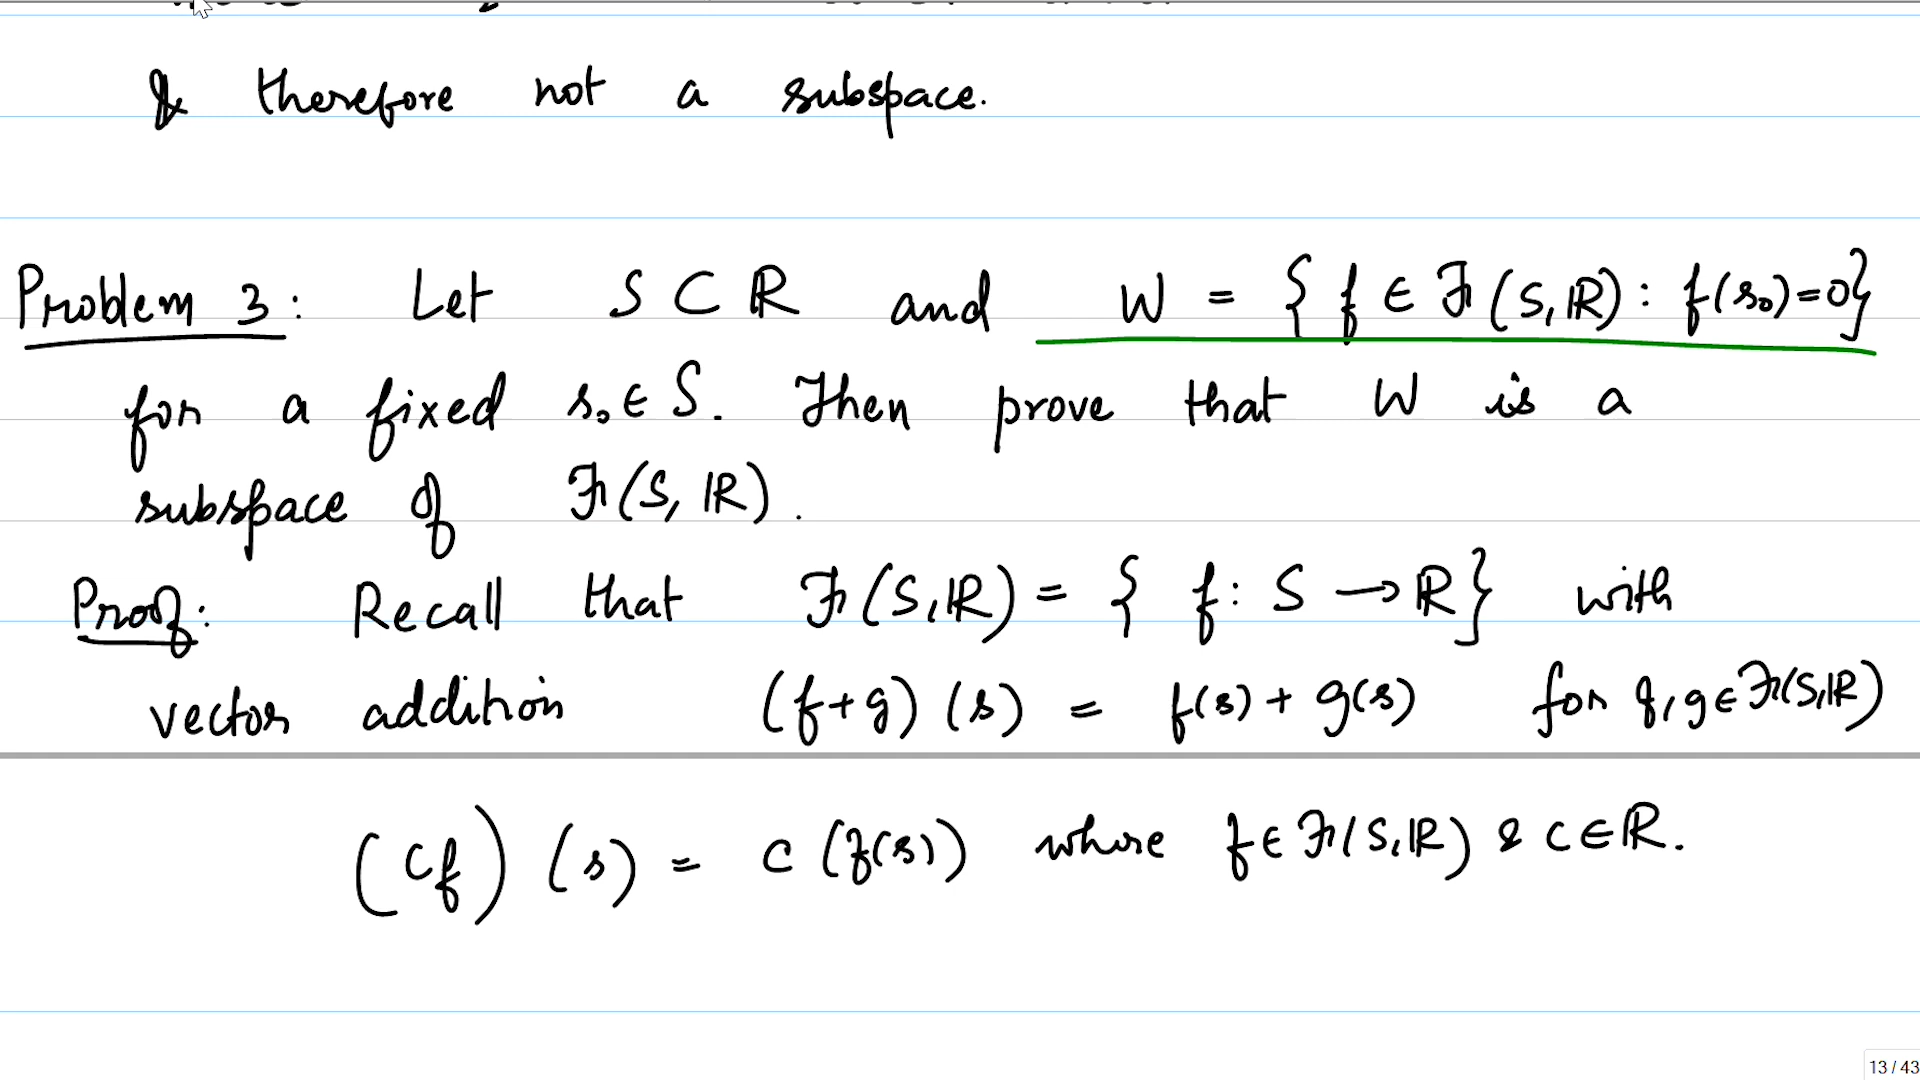 & therefore not a subspace.
Problem 3: Let S ⊂ ℝ and W = { f ∈ ℱ(S, ℝ) : f(s₀)=0}
for a fixed s₀ ∈ S. Then prove that W is a
subspace of ℱ(S, ℝ).
Proof: Recall that ℱ(S, ℝ) = { f : S → ℝ} with
vector addition (f+g) (s) = f(s) + g(s) for f, g ∈ ℱ(S, ℝ)
(cf) (s) = c (f(s)) where f ∈ ℱ(S, ℝ) & c ∈ ℝ.
13 / 43